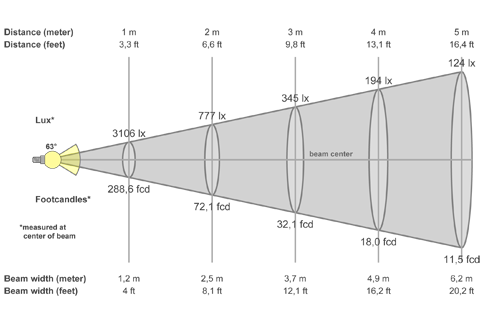 Distance (meter) 1 m 2 m 3 m 4 m 5 m
Distance (feet) 3,3 ft 6,6 ft 9,8 ft 13,1 ft 16,4 ft
124 lx
194 lx
345 lx
777 lx
Lux*
3106 lx
63°
beam center
288,6 fcd
Footcandles*
72,1 fcd
32,1 fcd
*measured at
center of beam
18,0 fcd
11,5 fcd
Beam width (meter) 1,2 m 2,5 m 3,7 m 4,9 m 6,2 m
Beam width (feet) 4 ft 8,1 ft 12,1 ft 16,2 ft 20,2 ft